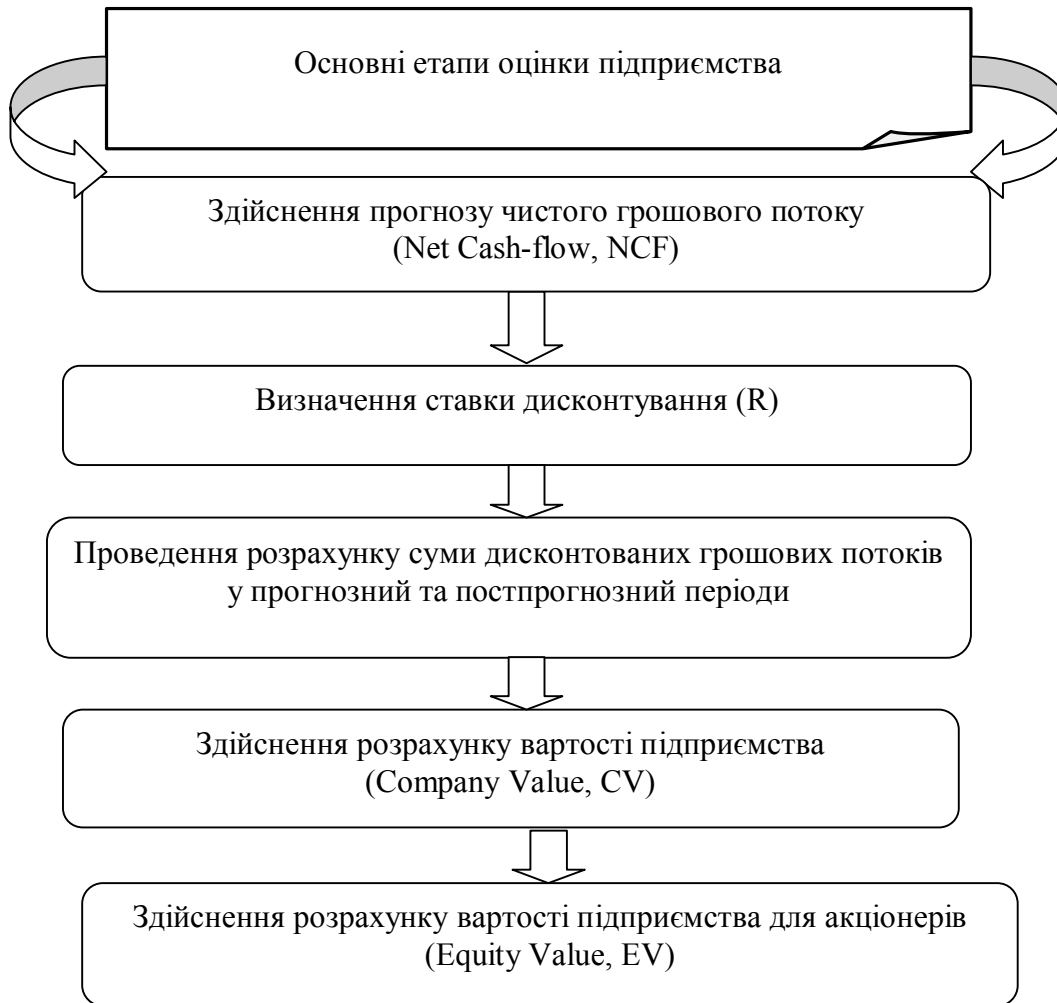 Основні етапи оцінки підприємства
Здійснення прогнозу чистого грошового потоку
(Net Cash-flow, NCF)
Визначення ставки дисконтування (R)
Проведення розрахунку суми дисконтованих грошових потоків
у прогнозний та постпрогнозний періоди
Здійснення розрахунку вартості підприємства
(Company Value, CV)
Здійснення розрахунку вартості підприємства для акціонерів
(Equity Value, EV)